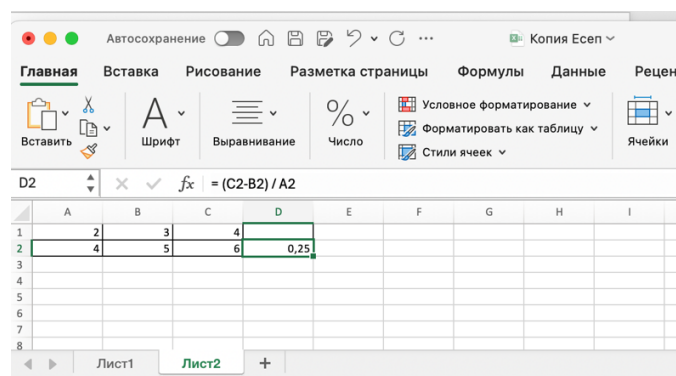 Автосохранение ··· Копия Есеп
Главная Вставка Рисование Разметка страницы Формулы Данные Рецен
Вставить Шрифт Выравнивание Число Условное форматирование Ячейки
Форматировать как таблицу
Стили ячеек
D2 fx = (C2-B2) / A2
A B C D E F G H I
1 2 3 4
2 4 5 6 0,25
3
4
5
6
7
8
Лист1 Лист2 +